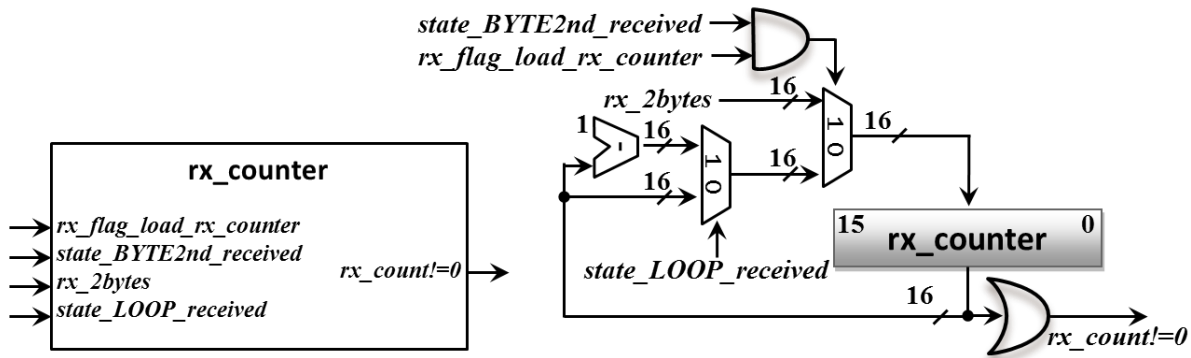 rx_counter
rx_flag_load_rx_counter
state_BYTE2nd_received
rx_2bytes
state_LOOP_received
rx_count!=0
state_BYTE2nd_received
rx_flag_load_rx_counter
rx_2bytes
16
1 0
16
1
-
16
16
1 0
16
state_LOOP_received
15
rx_counter
0
16
rx_count!=0